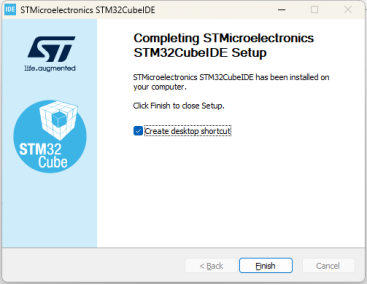 IDE STMicroelectronics STM32CubeIDE
Completing STMicroelectronics
STM32CubeIDE Setup
ST
life.augmented
STMicroelectronics STM32CubeIDE has been installed on
your computer.
Click Finish to close Setup.
Create desktop shortcut
STM32
Cube
< Back Finish Cancel